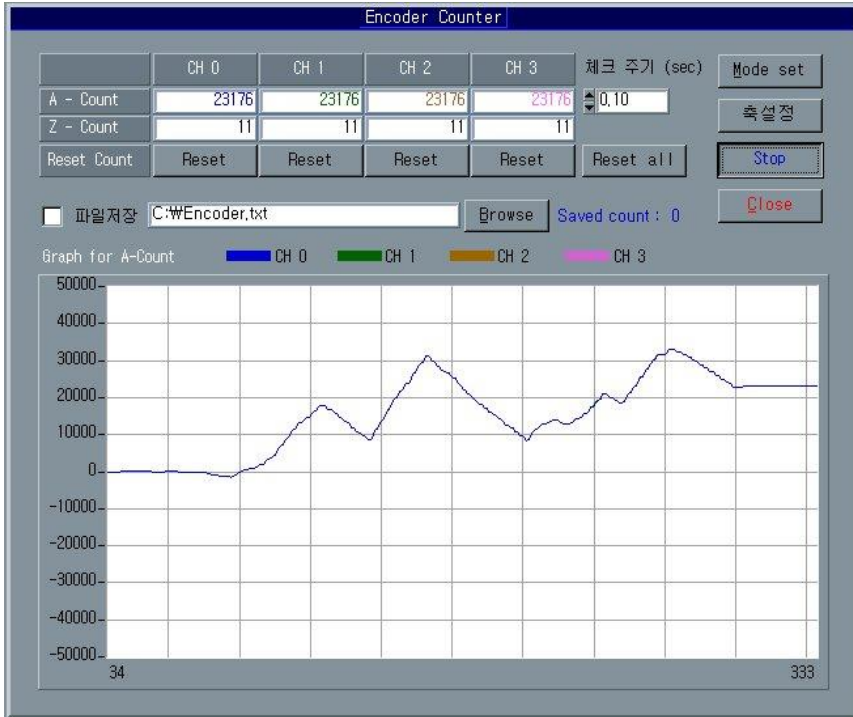 Encoder Counter
CH 0 CH 1 CH 2 CH 3 체크 주기 (sec) Mode set
A - Count 23176 23176 23176 23176 0.10
축설정
Z - Count 11 11 11 11
Reset Count Reset Reset Reset Reset Reset all Stop
파일저장 C:₩Encoder.txt Browse Saved count : 0 Close
Graph for A-Count CH 0 CH 1 CH 2 CH 3
50000
40000
30000
20000
10000
0
-10000
-20000
-30000
-40000
-50000
34 333